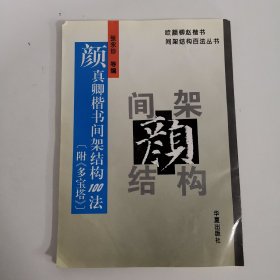 欧颜柳赵楷书
间架结构百法丛书
等编
颜真卿楷书间架结构100法
〔附《多宝塔》〕
间架
颜
结构
华夏出版社